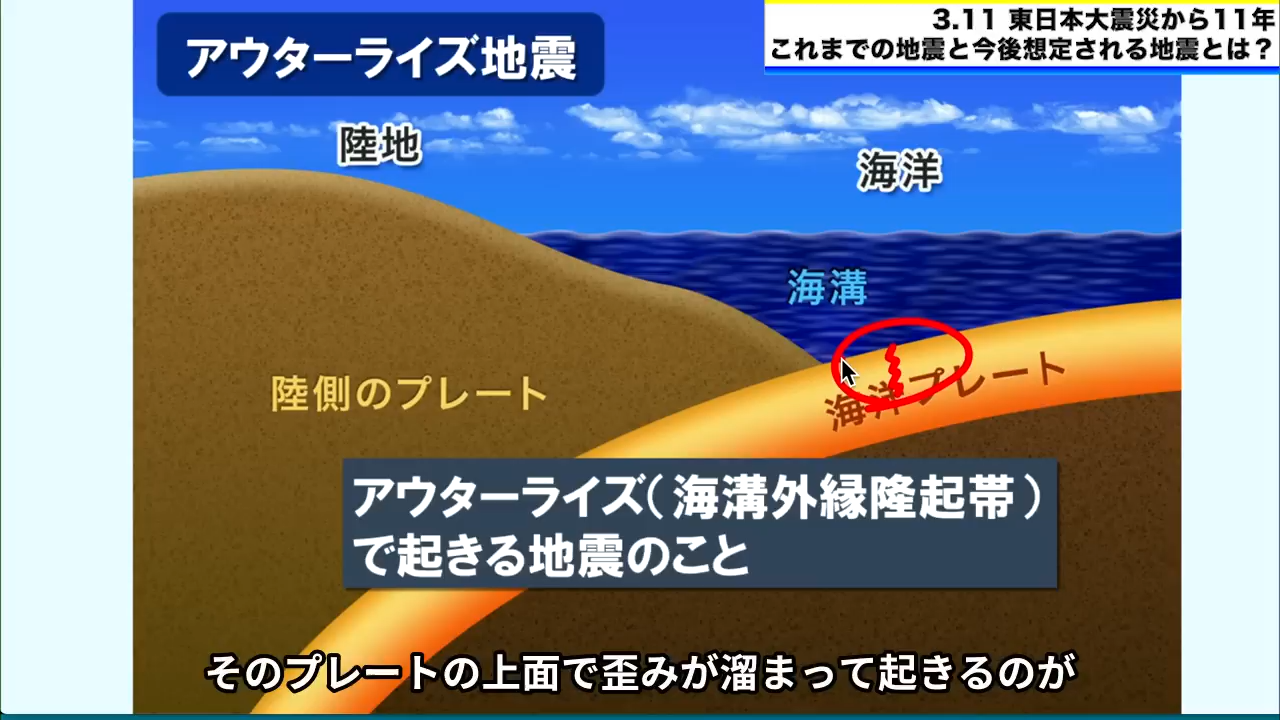 3.11 東日本大震災から11年
これまでの地震と今後想定される地震とは?
アウターライズ地震
陸地
海洋
海溝
陸側のプレート
海洋プレート
アウターライズ(海溝外縁隆起帯)
で起きる地震のこと
そのプレートの上面で歪みが溜まって起きるのが